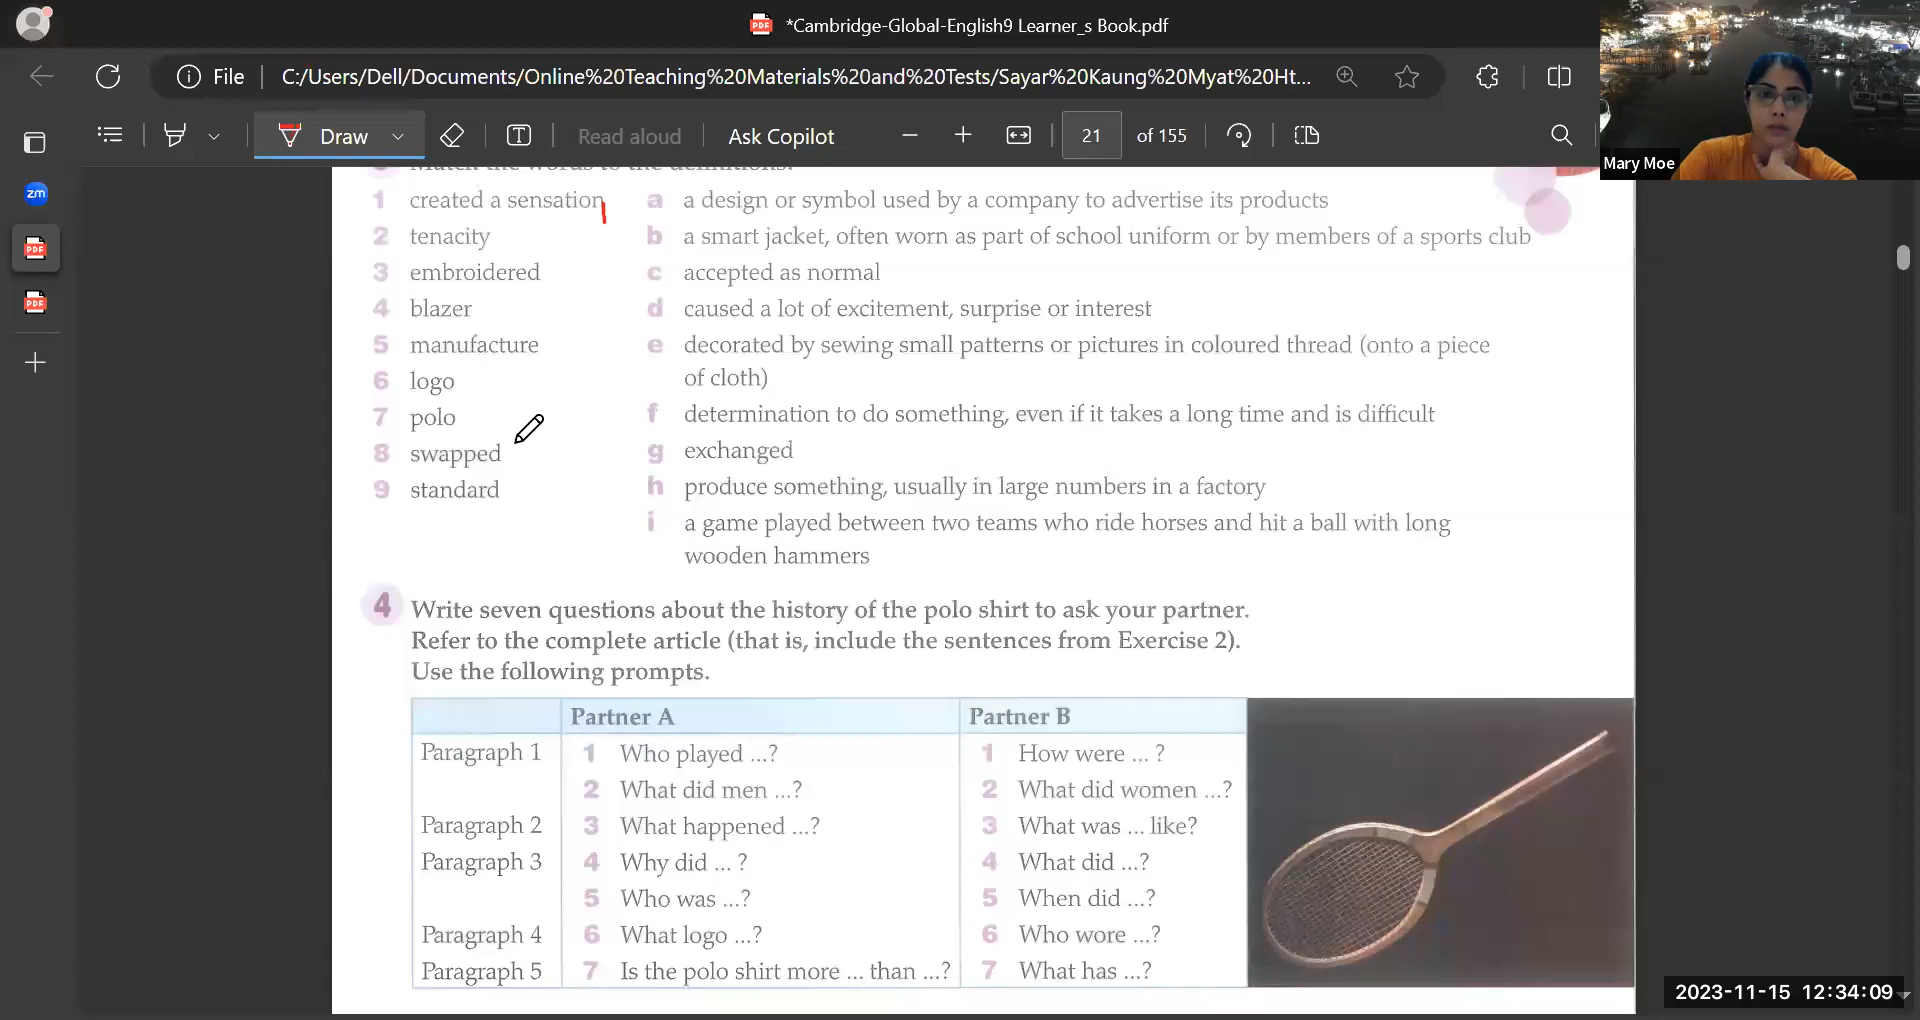 *Cambridge-Global-English9 Learner_s Book.pdf
File
C:/Users/Dell/Documents/Online%20Teaching%20Materials%20and%20Tests/Sayar%20Kaung%20Myat%20Ht...
Draw
Read aloud
Ask Copilot
21
of 155
Mary Moe
zm
PDF
PDF
PDF
Match the words to the definitions.
1 created a sensation
2 tenacity
3 embroidered
4 blazer
5 manufacture
6 logo
7 polo
8 swapped
9 standard
a a design or symbol used by a company to advertise its products
b a smart jacket, often worn as part of school uniform or by members of a sports club
c accepted as normal
d caused a lot of excitement, surprise or interest
e decorated by sewing small patterns or pictures in coloured thread (onto a piece
of cloth)
f determination to do something, even if it takes a long time and is difficult
g exchanged
h produce something, usually in large numbers in a factory
i a game played between two teams who ride horses and hit a ball with long
wooden hammers
4 Write seven questions about the history of the polo shirt to ask your partner.
Refer to the complete article (that is, include the sentences from Exercise 2).
Use the following prompts.
Partner A Partner B
Paragraph 1 1 Who played ...? 1 How were ... ?
2 What did men ...? 2 What did women ...?
Paragraph 2 3 What happened ...? 3 What was ... like?
Paragraph 3 4 Why did ... ? 4 What did ...?
5 Who was ...? 5 When did ...?
Paragraph 4 6 What logo ...? 6 Who wore ...?
Paragraph 5 7 Is the polo shirt more ... than ...? 7 What has ...?
2023-11-15 12:34:09